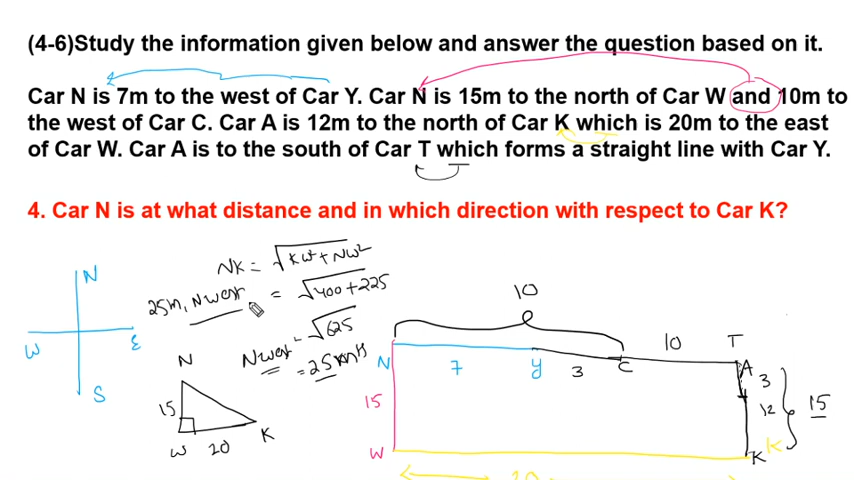 (4-6)Study the information given below and answer the question based on it.
Car N is 7m to the west of Car Y. Car N is 15m to the north of Car W and 10m to
the west of Car C. Car A is 12m to the north of Car K which is 20m to the east
of Car W. Car A is to the south of Car T which forms a straight line with Car Y.
4. Car N is at what distance and in which direction with respect to Car K?
N
W E
S
NK = √KW²+NW²
25m, NWest = √400+225
NWest = √625
= 25
N
15
W 20 K
10
N 7 Y 3 C 10 T
A
3
12
15
15
W
K K
20